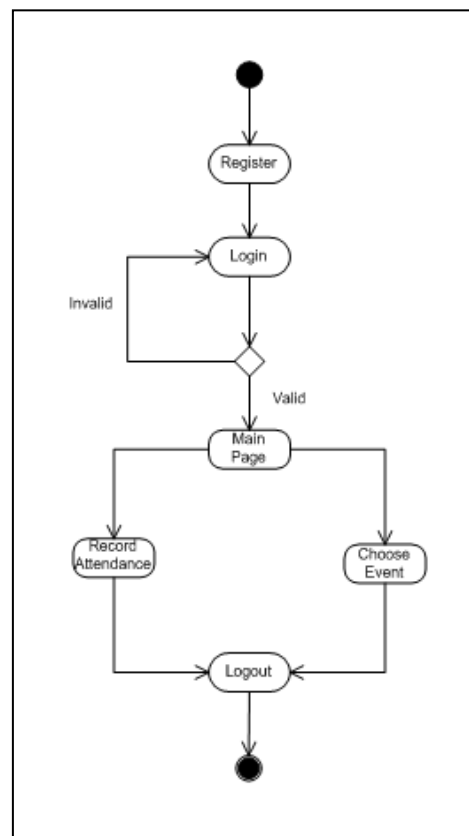 Register
Login
Invalid
Valid
Main
Page
Record
Attendance
Choose
Event
Logout